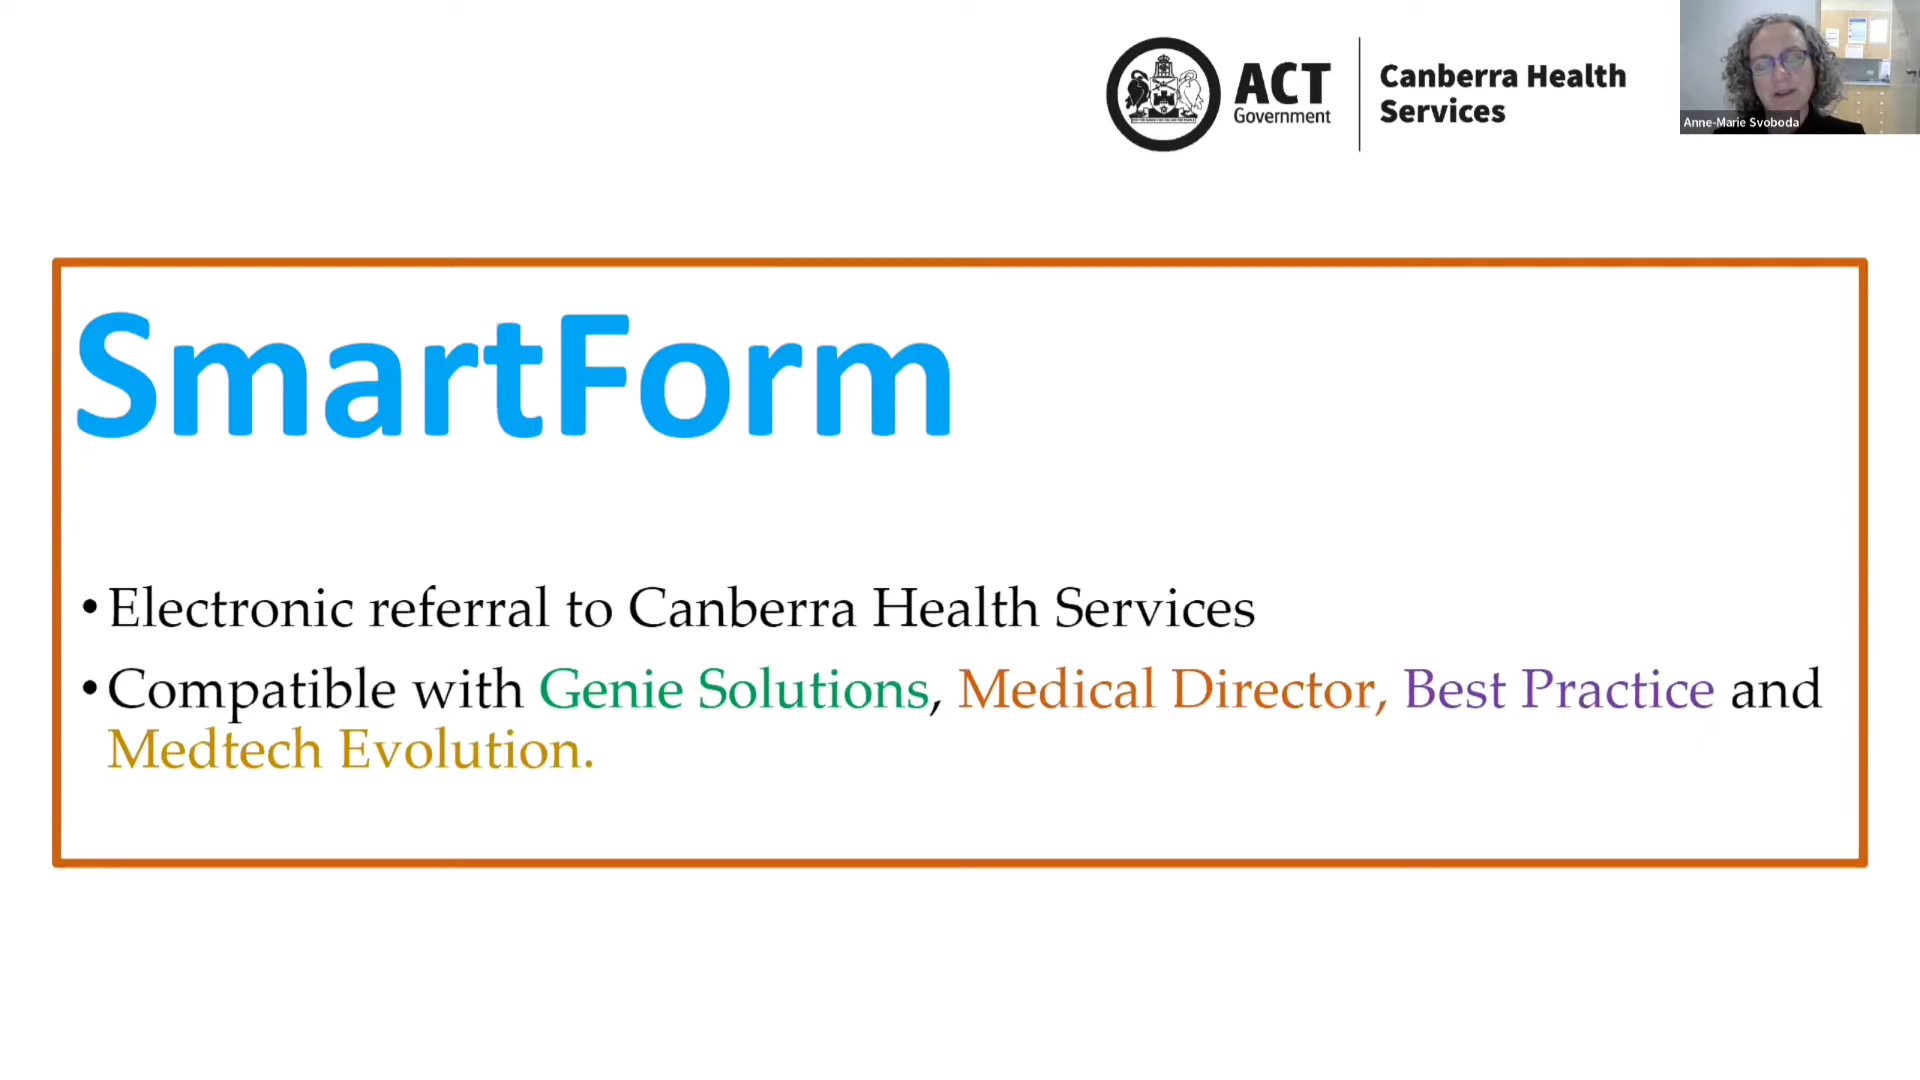 ACT
Government
Canberra Health
Services
Anne-Marie Svoboda
SmartForm
• Electronic referral to Canberra Health Services
• Compatible with Genie Solutions, Medical Director, Best Practice and
Medtech Evolution.